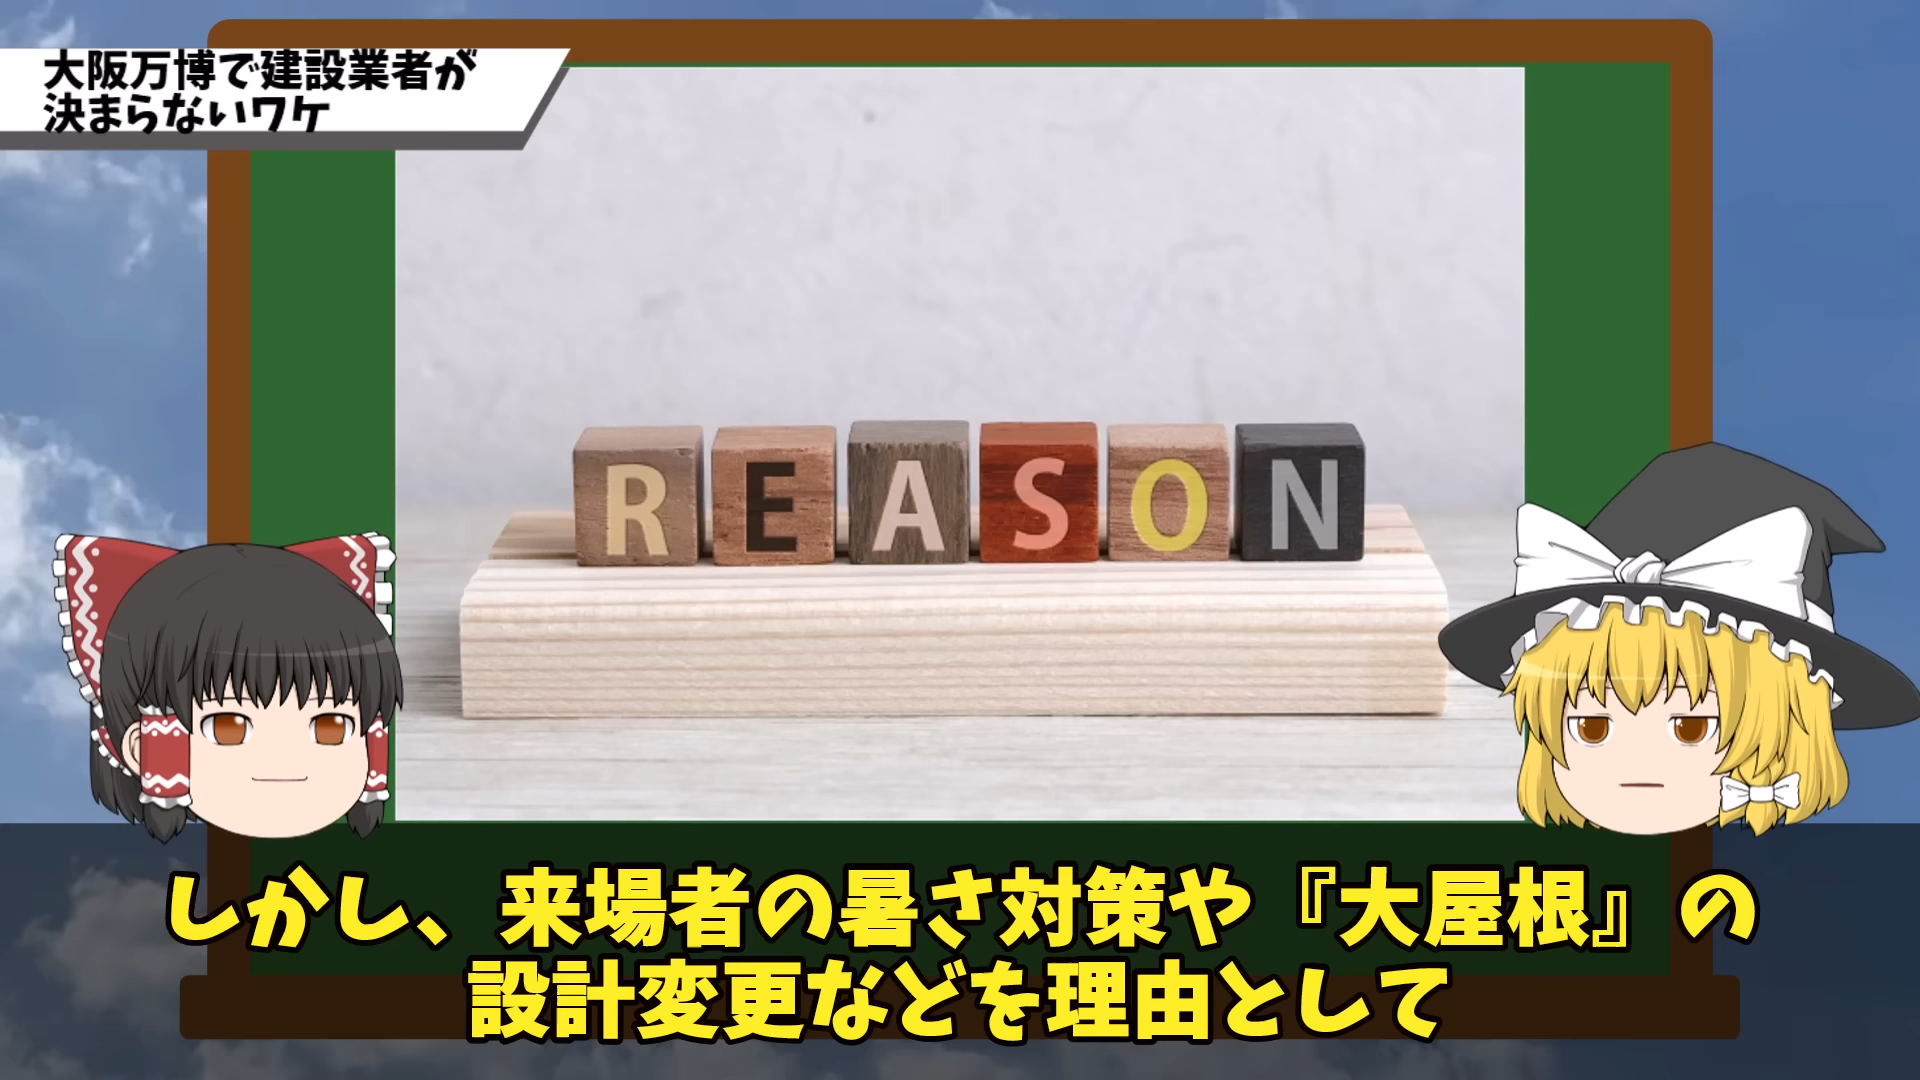 大阪万博で建設業者が
決まらないワケ
REASON
しかし、来場者の暑さ対策や『大屋根』の
設計変更などを理由として